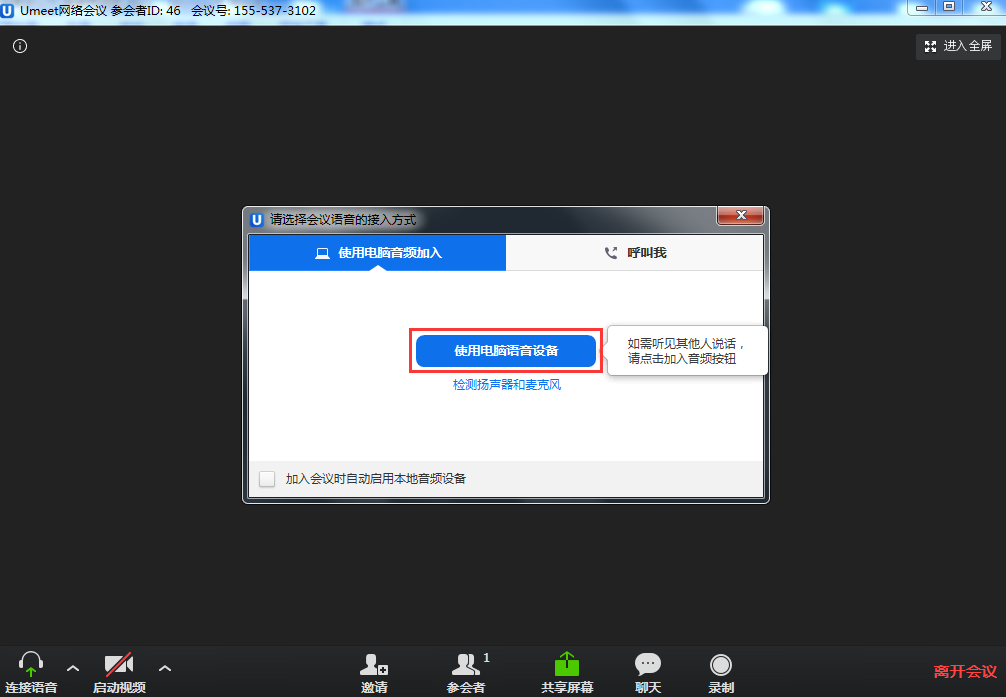 Umeet网络会议 参会者ID: 46 会议号: 155-537-3102
进入全屏
请选择会议语音的接入方式
使用电脑音频加入
呼叫我
使用电脑语音设备
如需听见其他人说话，
请点击加入音频按钮
检测扬声器和麦克风
加入会议时自动启用本地音频设备
1
连接语音
启动视频
邀请
参会者
共享屏幕
聊天
录制
离开会议